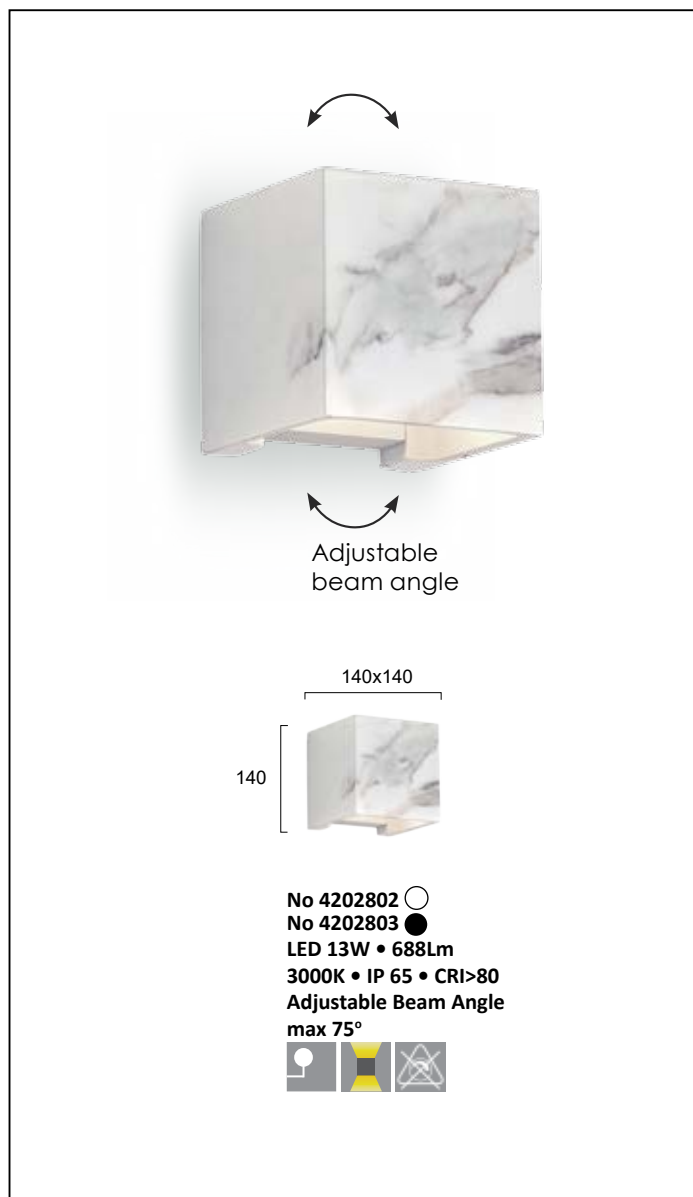 Adjustable
beam angle
140x140
140
No 4202802
No 4202803
LED 13W • 688Lm
3000K • IP 65 • CRI>80
Adjustable Beam Angle
max 75°